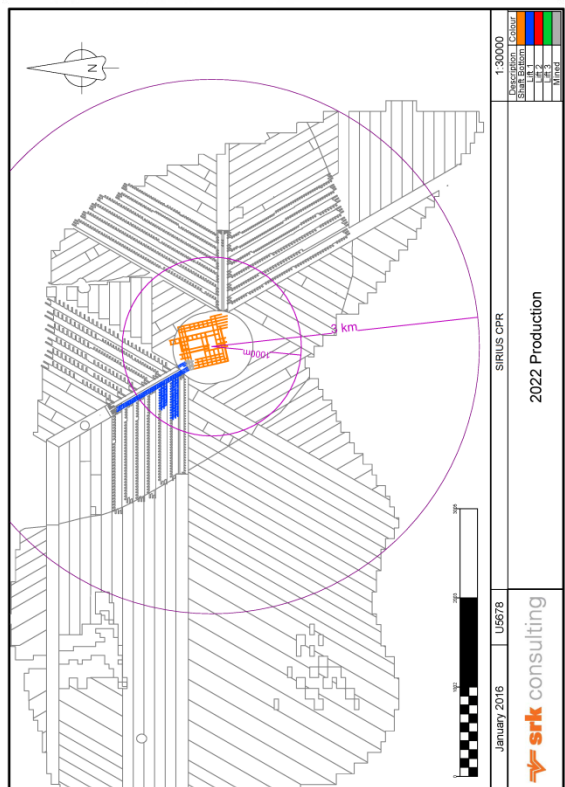 N
3 km
1000m
SIRIUS CPR
1:30000
Description
Colour
Shaft Bottom
Lift 1
Lift 2
Lift 3
Mined
2022 Production
January 2016
U5678
srk consulting